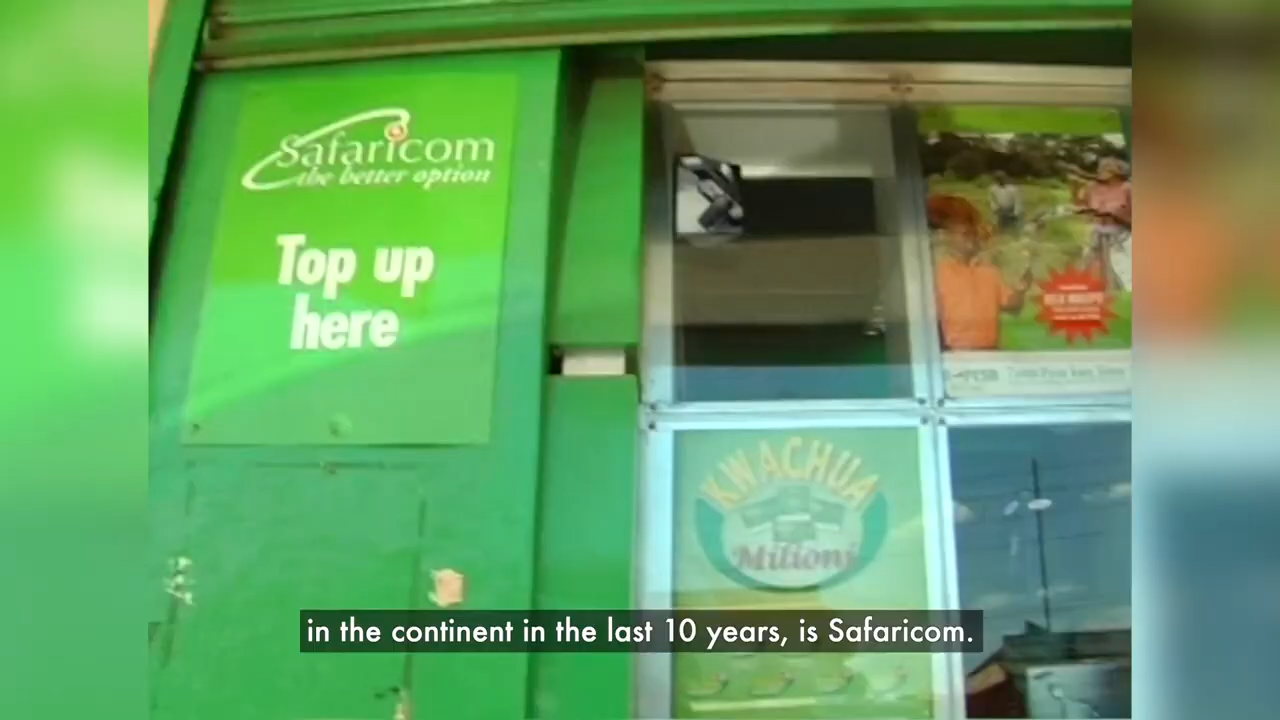 Safaricom
the better option
Top up
here
KWACHUA
Milioni
in the continent in the last 10 years, is Safaricom.